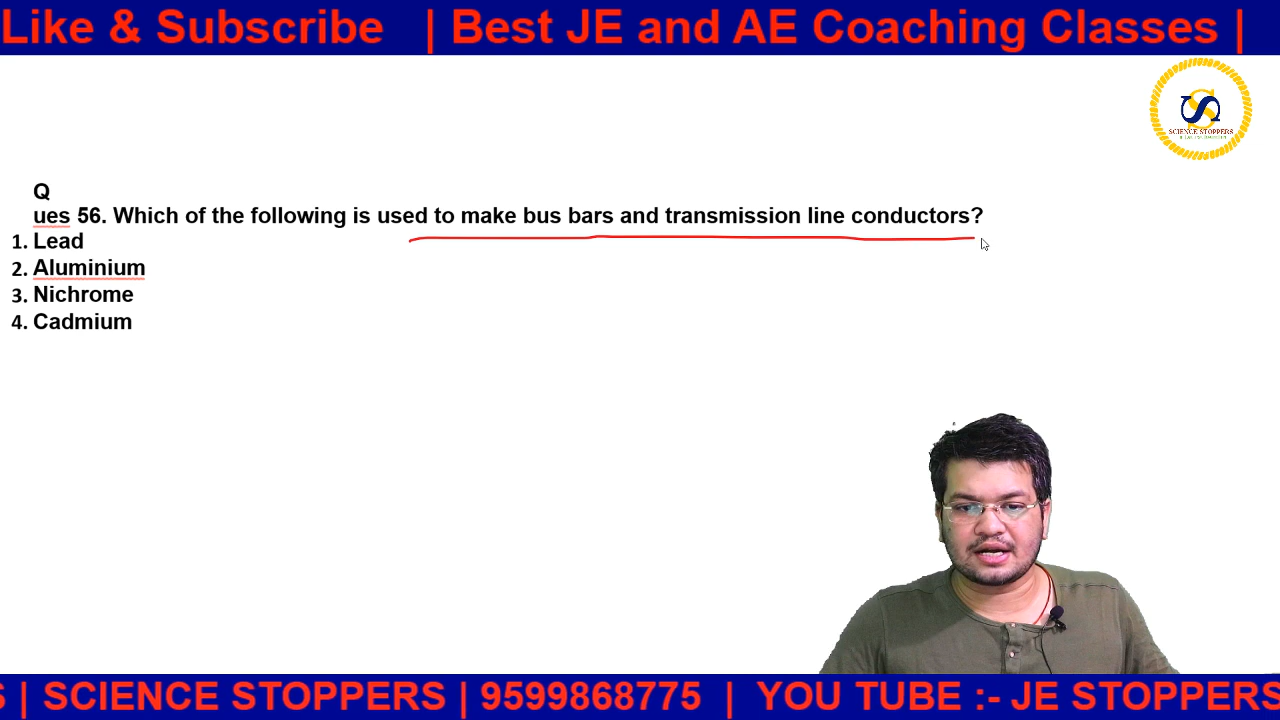 Like & Subscribe | Best JE and AE Coaching Classes |
SCIENCE STOPPERS
Q
ues 56. Which of the following is used to make bus bars and transmission line conductors?
1. Lead
2. Aluminium
3. Nichrome
4. Cadmium
S | SCIENCE STOPPERS | 9599868775 | YOU TUBE :- JE STOPPERS